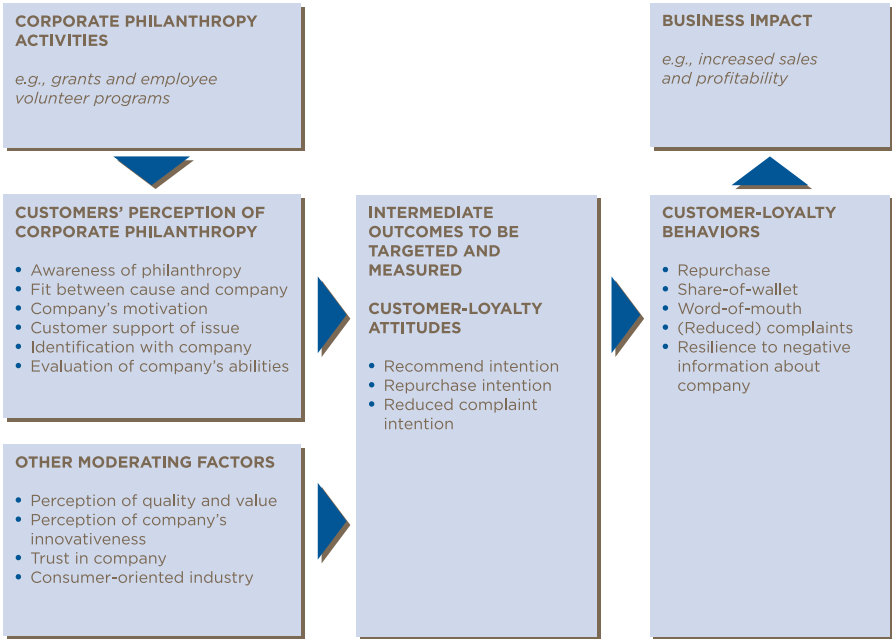 CORPORATE PHILANTHROPY
ACTIVITIES
e.g., grants and employee
volunteer programs
BUSINESS IMPACT
e.g., increased sales
and profitability
CUSTOMERS’ PERCEPTION OF
CORPORATE PHILANTHROPY
• Awareness of philanthropy
• Fit between cause and company
• Company’s motivation
• Customer support of issue
• Identification with company
• Evaluation of company’s abilities
OTHER MODERATING FACTORS
• Perception of quality and value
• Perception of company’s
innovativeness
• Trust in company
• Consumer-oriented industry
INTERMEDIATE
OUTCOMES TO BE
TARGETED AND
MEASURED
CUSTOMER-LOYALTY
ATTITUDES
• Recommend intention
• Repurchase intention
• Reduced complaint
intention
CUSTOMER-LOYALTY
BEHAVIORS
• Repurchase
• Share-of-wallet
• Word-of-mouth
• (Reduced) complaints
• Resilience to negative
information about
company